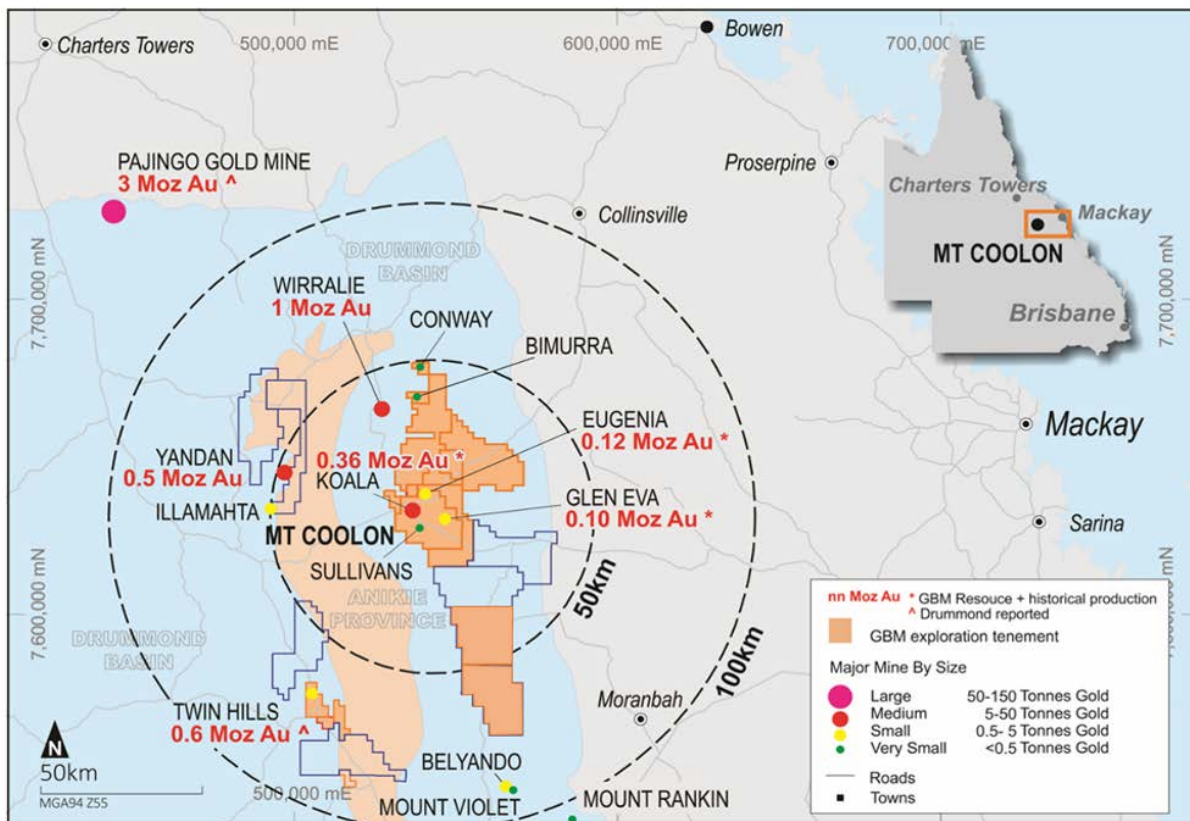 500,000 mE
600,000 mE
700,000 mE
Charters Towers
Bowen
PAJINGO GOLD MINE
3 Moz Au ^
Proserpine
Collinsville
Charters Towers
Mackay
MT COOLON
Brisbane
DRUMMOND
BASIN
WIRRALIE
1 Moz Au
CONWAY
BIMURRA
7,700,000 mN
7,700,000 mN
EUGENIA
0.12 Moz Au *
Mackay
YANDAN
0.5 Moz Au
0.36 Moz Au *
KOALA
GLEN EVA
0.10 Moz Au *
ILLAMAHTA
MT COOLON
Sarina
SULLIVANS
ANIKIE
PROVINCE
50km
100km
7,600,000 mN
DRUMMOND
BASIN
Moranbah
TWIN HILLS
0.6 Moz Au ^
N
50km
MGA94 Z55
500,000 mE
BELYANDO
MOUNT VIOLET
MOUNT RANKIN
nn Moz Au * GBM Resouce + historical production
^ Drummond reported
GBM exploration tenement
Major Mine By Size
Large 50-150 Tonnes Gold
Medium 5-50 Tonnes Gold
Small 0.5- 5 Tonnes Gold
Very Small <0.5 Tonnes Gold
Roads
Towns